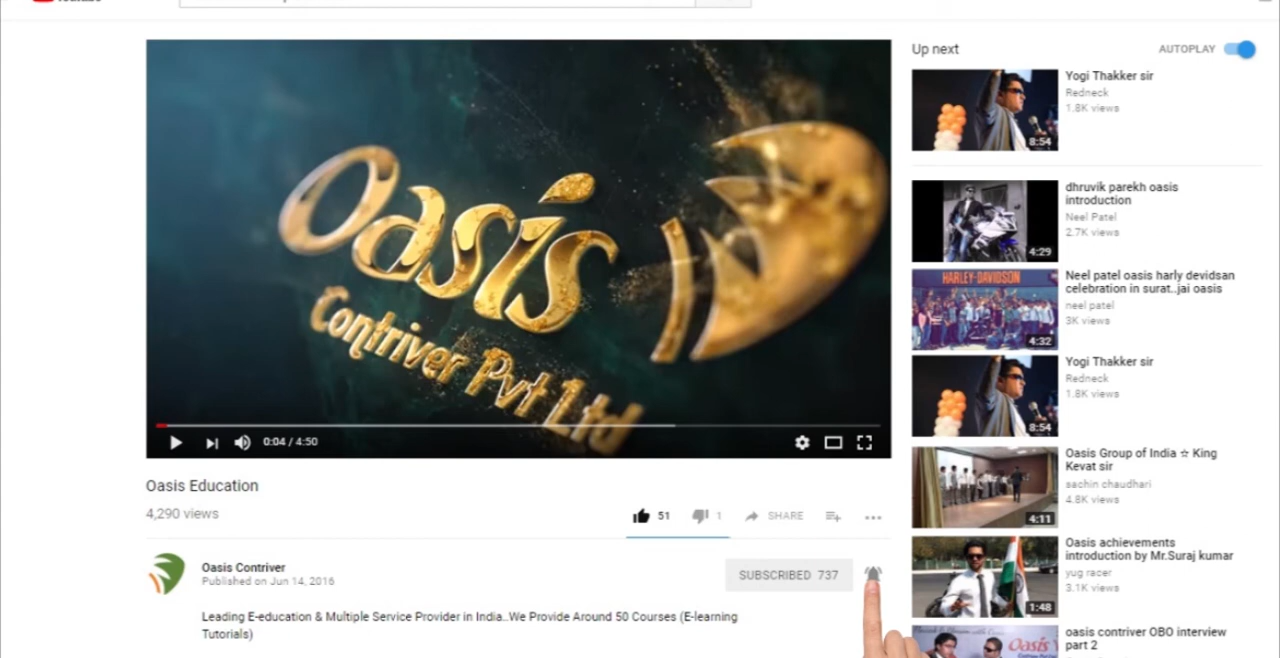 Up next
AUTOPLAY
Oasis
Contriver Pvt Ltd
0:04 / 4:50
Oasis Education
4,290 views
51
1
SHARE
Oasis Contriver
Published on Jun 14, 2016
SUBSCRIBED 737
Leading E-education & Multiple Service Provider in India..We Provide Around 50 Courses (E-learning
Tutorials)
Yogi Thakker sir
Redneck
1.8K views
8:54
dhruvik parekh oasis
introduction
Neel Patel
2.7K views
4:29
HARLEY-DAVIDSON
Neel patel oasis harly devidsan
celebration in surat..jai oasis
neel patel
3K views
4:32
Yogi Thakker sir
Redneck
1.8K views
8:54
Oasis Group of India ☆ King
Kevat sir
sachin chaudhari
4.8K views
4:11
Oasis achievements
introduction by Mr.Suraj kumar
yug racer
3.1K views
1:48
oasis contriver OBO interview
part 2
Oasis